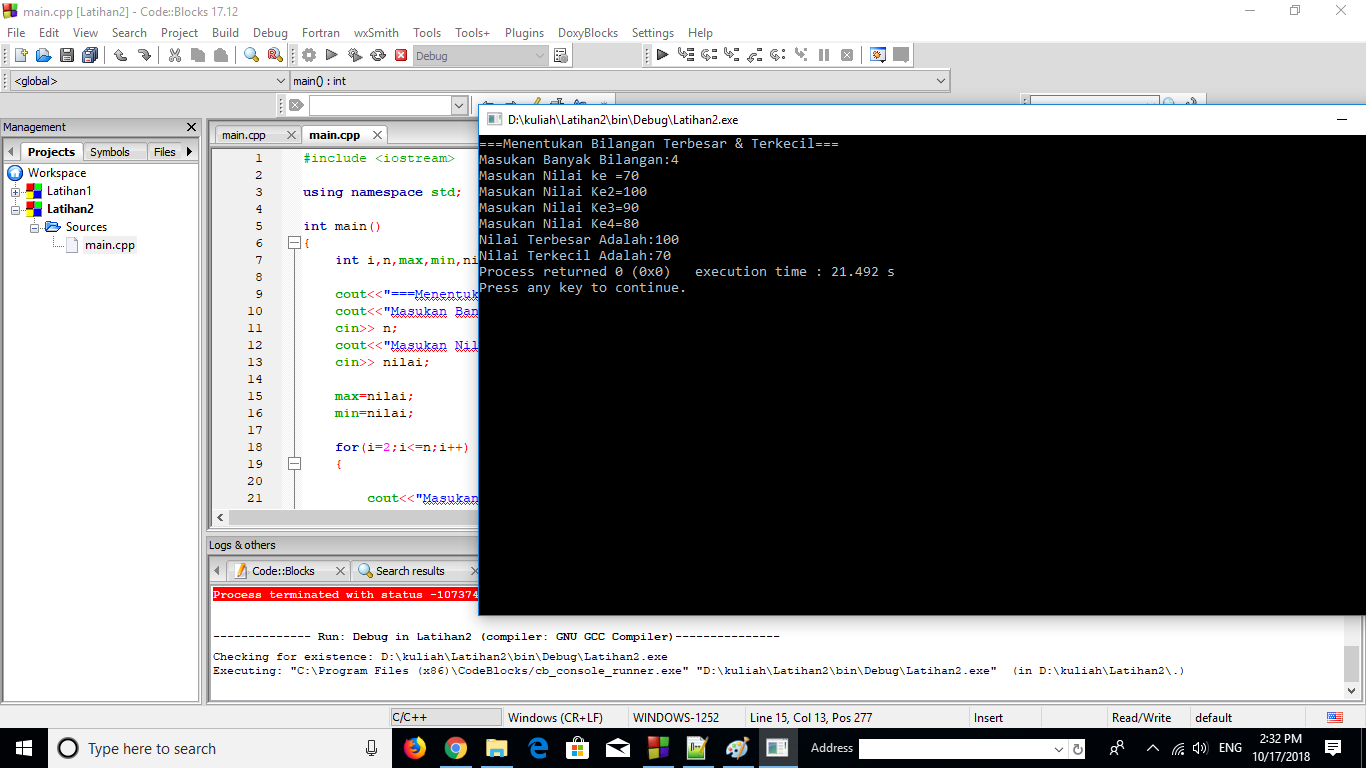 main.cpp [Latihan2] - Code::Blocks 17.12
File Edit View Search Project Build Debug Fortran wxSmith Tools Tools+ Plugins DoxyBlocks Settings Help
Debug
<global> main() : int
Management
Projects Symbols Files
Workspace
Latihan1
Latihan2
Sources
main.cpp
main.cpp main.cpp
1 #include <iostream>
2
3 using namespace std;
4
5 int main()
6 {
7 int i,n,max,min,ni
8
9 cout<<"===Menentuk
10 cout<<"Masukan Ban
11 cin>> n;
12 cout<<"Masukan Nil
13 cin>> nilai;
14
15 max=nilai;
16 min=nilai;
17
18 for(i=2;i<=n;i++)
19 {
20
21 cout<<"Masukan
D:\kuliah\Latihan2\bin\Debug\Latihan2.exe
===Menentukan Bilangan Terbesar & Terkecil===
Masukan Banyak Bilangan:4
Masukan Nilai ke =70
Masukan Nilai Ke2=100
Masukan Nilai Ke3=90
Masukan Nilai Ke4=80
Nilai Terbesar Adalah:100
Nilai Terkecil Adalah:70
Process returned 0 (0x0)   execution time : 21.492 s
Press any key to continue.
Logs & others
Code::Blocks Search results
Process terminated with status -107374
-------------- Run: Debug in Latihan2 (compiler: GNU GCC Compiler)---------------
Checking for existence: D:\kuliah\Latihan2\bin\Debug\Latihan2.exe
Executing: "C:\Program Files (x86)\CodeBlocks/cb_console_runner.exe" "D:\kuliah\Latihan2\bin\Debug\Latihan2.exe"  (in D:\kuliah\Latihan2\.)
C/C++ Windows (CR+LF) WINDOWS-1252 Line 15, Col 13, Pos 277 Insert Read/Write default
Type here to search
Address
ENG
2:32 PM
10/17/2018